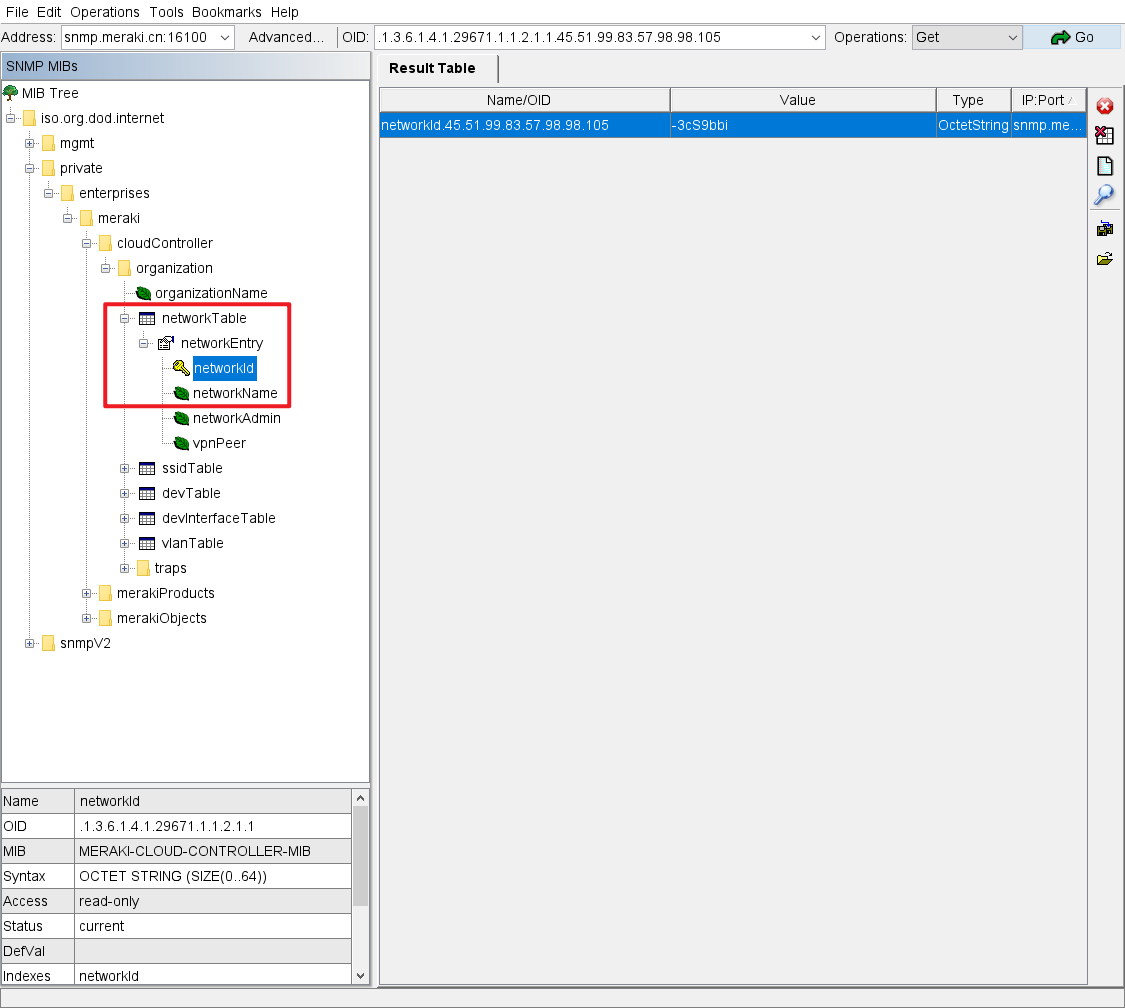 File Edit Operations Tools Bookmarks Help
Address: snmp.meraki.cn:16100 Advanced... OID: .1.3.6.1.4.1.29671.1.1.2.1.1.45.51.99.83.57.98.98.105 Operations: Get Go
SNMP MIBs
MIB Tree
iso.org.dod.internet
mgmt
private
enterprises
meraki
cloudController
organization
organizationName
networkTable
networkEntry
networkId
networkName
networkAdmin
vpnPeer
ssidTable
devTable
devInterfaceTable
vlanTable
traps
merakiProducts
merakiObjects
snmpV2
Name networkId
OID .1.3.6.1.4.1.29671.1.1.2.1.1
MIB MERAKI-CLOUD-CONTROLLER-MIB
Syntax OCTET STRING (SIZE(0..64))
Access read-only
Status current
DefVal
Indexes networkId
Result Table
Name/OID Value Type IP:Port
networkId.45.51.99.83.57.98.98.105 -3cS9bbi OctetString snmp.me...